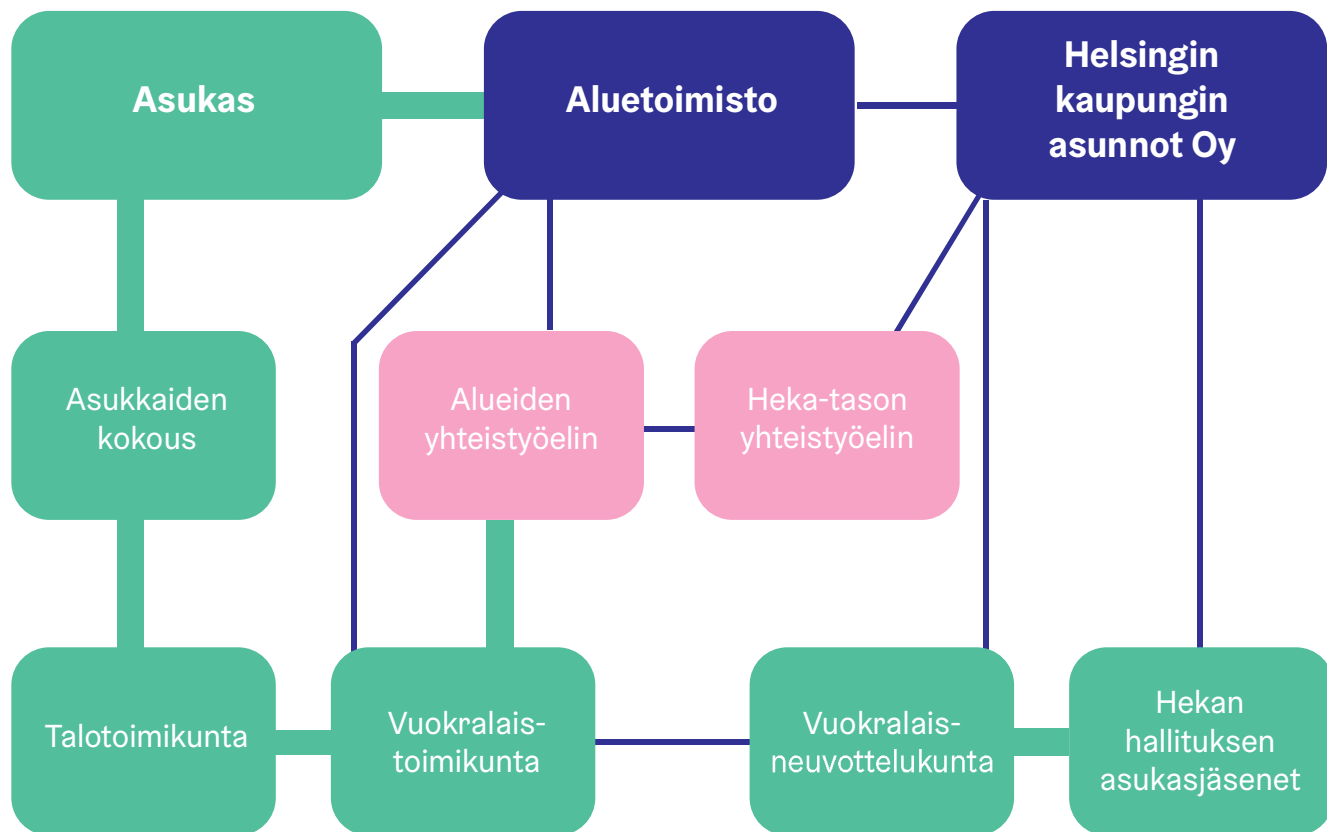 Asukas
Aluetoimisto
Helsingin
kaupungin
asunnot Oy
Asukkaiden
kokous
Alueiden
yhteistyöelin
Heka-tason
yhteistyöelin
Talotoimikunta
Vuokralais-
toimikunta
Vuokralais-
neuvottelukunta
Hekan
hallituksen
asukasjäsenet